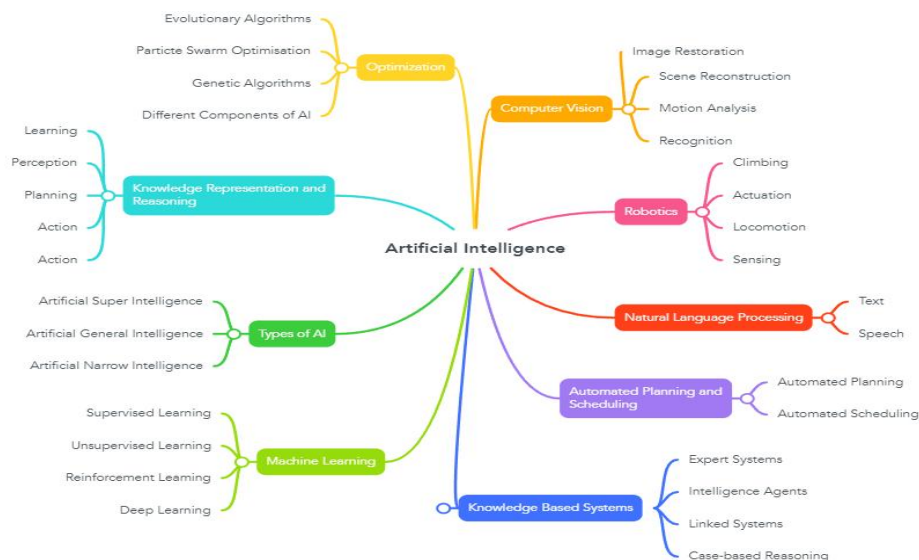 Artificial Intelligence
Optimization
Evolutionary Algorithms
Particte Swarm Optimisation
Genetic Algorithms
Different Components of AI
Knowledge Representation and
Reasoning
Learning
Perception
Planning
Action
Action
Types of AI
Artificial Super Intelligence
Artificial General Intelligence
Artificial Narrow Intelligence
Machine Learning
Supervised Learning
Unsupervised Learning
Reinforcement Learning
Deep Learning
Computer Vision
Image Restoration
Scene Reconstruction
Motion Analysis
Recognition
Robotics
Climbing
Actuation
Locomotion
Sensing
Natural Language Processing
Text
Speech
Automated Planning and
Scheduling
Automated Planning
Automated Scheduling
Knowledge Based Systems
Expert Systems
Intelligence Agents
Linked Systems
Case-based Reasoning